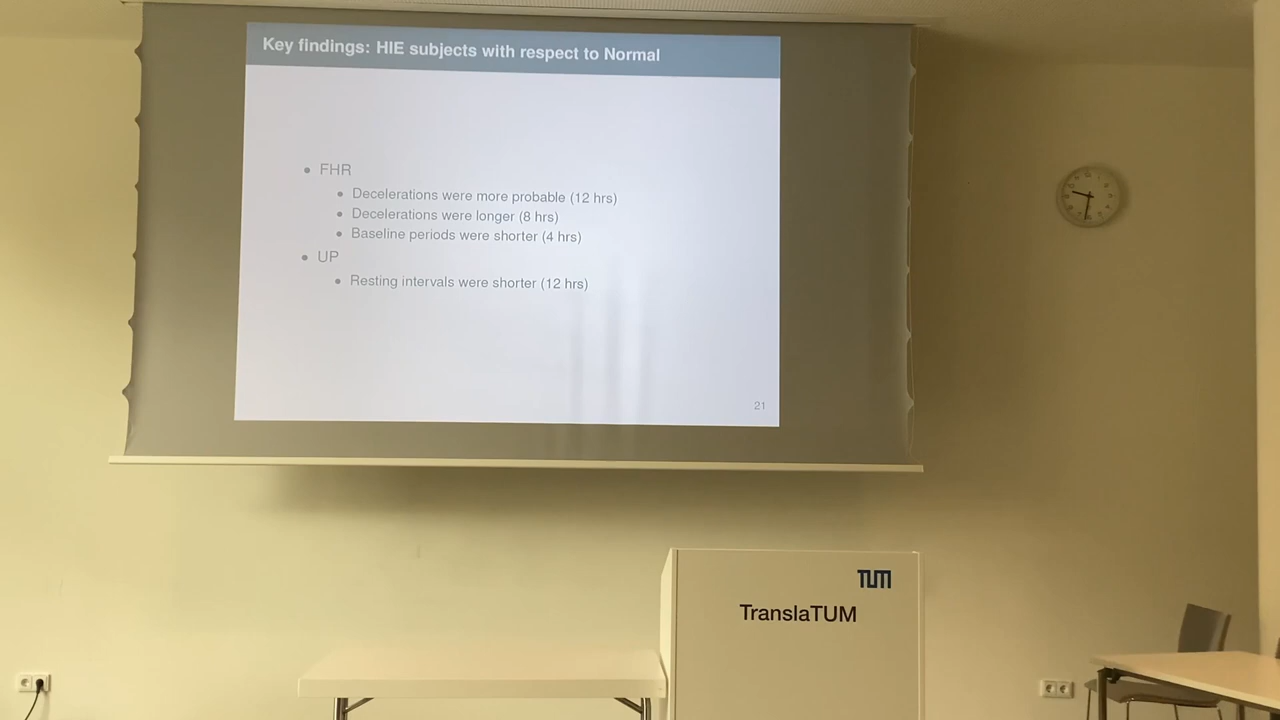 Key findings: HIE subjects with respect to Normal
• FHR
• Decelerations were more probable (12 hrs)
• Decelerations were longer (8 hrs)
• Baseline periods were shorter (4 hrs)
• UP
• Resting intervals were shorter (12 hrs)
21
TUM
TranslaTUM